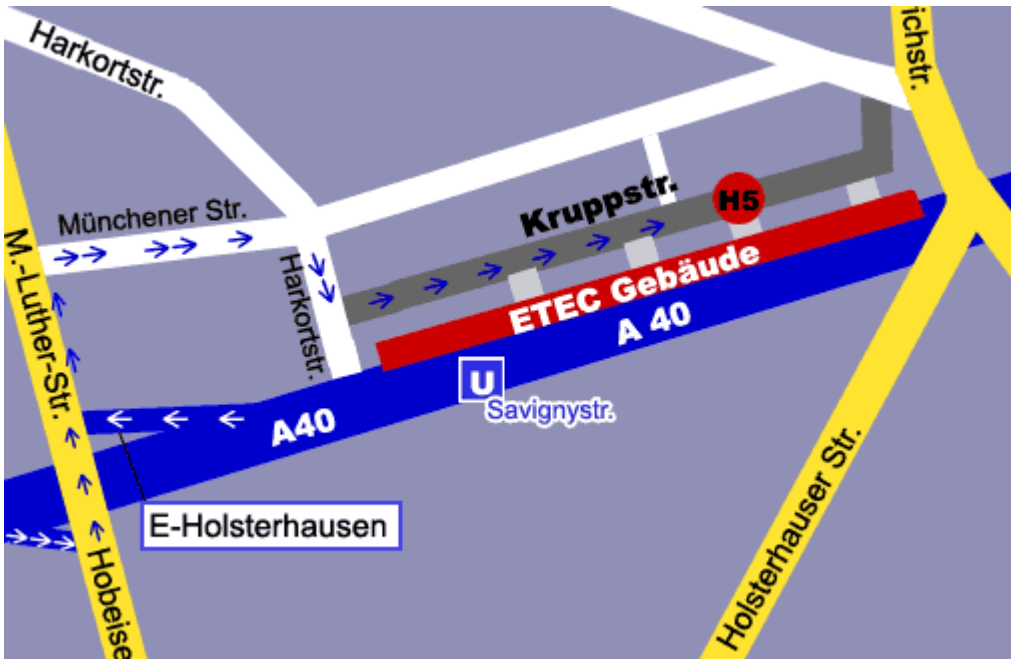 Harkortstr.
ichstr.
Münchener Str.
Kruppstr.
H5
M.-Luther-Str.
Harkortstr.
ETEC Gebäude
A 40
U
Savignystr.
A40
E-Holsterhausen
Holsterhauser Str.
Hobeise